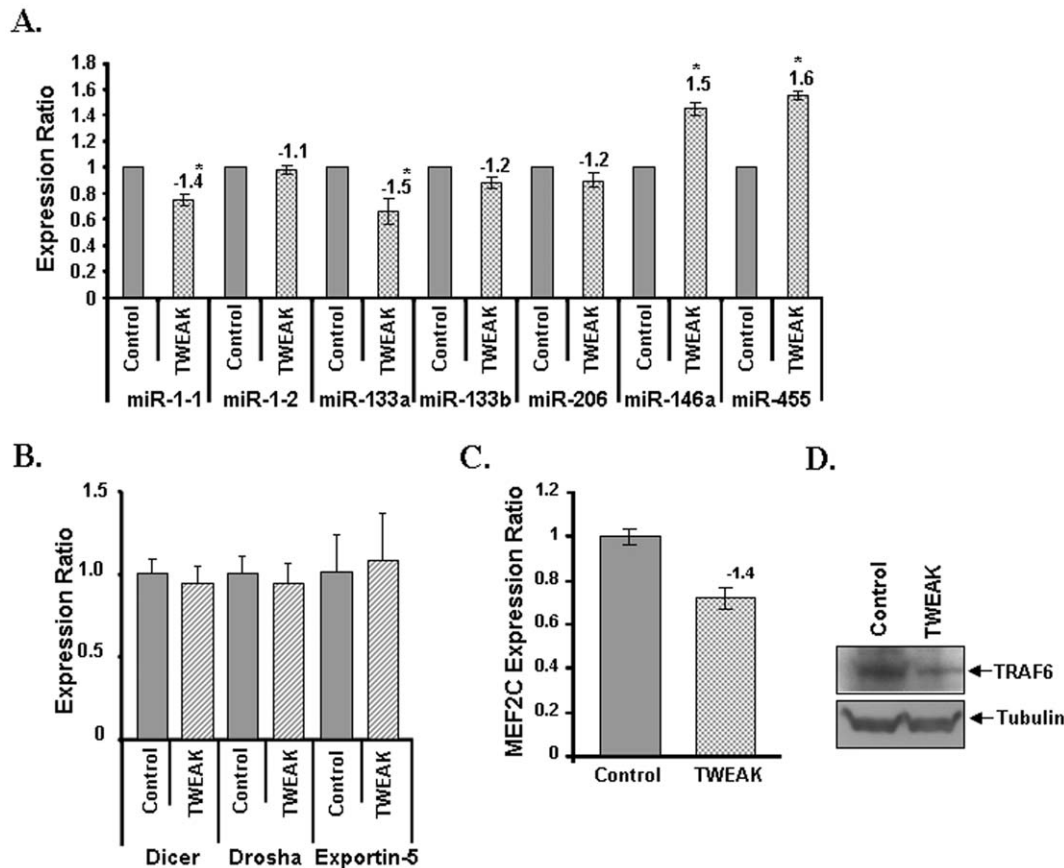 A.
Expression Ratio
1.8
1.6
1.4
1.2
1
0.8
0.6
0.4
0.2
0
-1.4
*
-1.1
-1.5
*
-1.2
-1.2
*
1.5
*
1.6
Control TWEAK Control TWEAK Control TWEAK Control TWEAK Control TWEAK Control TWEAK Control TWEAK
miR-1-1 miR-1-2 miR-133a miR-133b miR-206 miR-146a miR-455
B.
Expression Ratio
1.5
1.0
0.5
0
Control TWEAK Control TWEAK Control TWEAK
Dicer Drosha Exportin-5
C.
MEF2C Expression Ratio
1.2
1
0.8
0.6
0.4
0.2
0
-1.4
Control TWEAK
D.
Control TWEAK
TRAF6
Tubulin